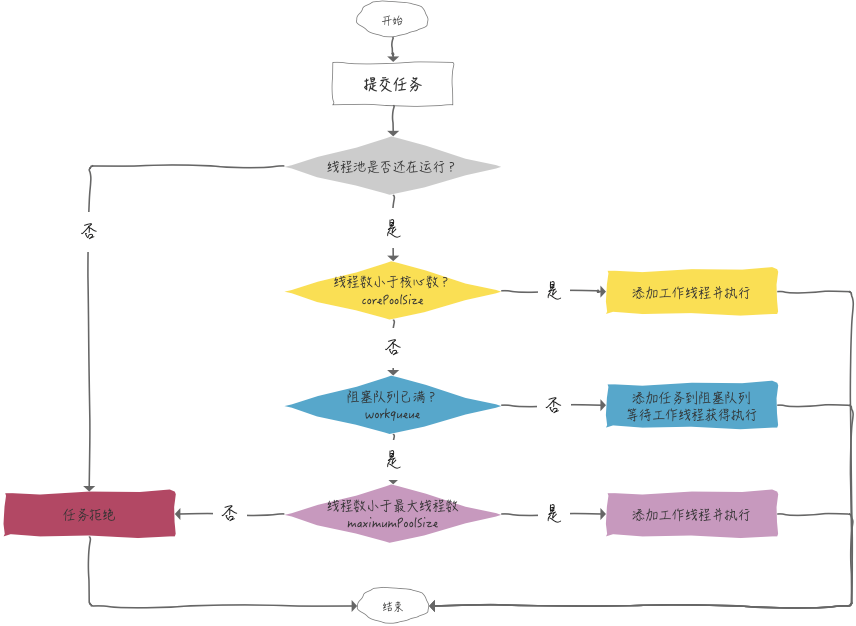 开始
提交任务
线程池是否还在运行？
否
是
线程数小于核心数？
corePoolSize
是
添加工作线程并执行
否
阻塞队列已满？
workqueue
否
添加任务到阻塞队列
等待工作线程获得执行
是
任务拒绝
否
线程数小于最大线程数
maximumPoolSize
是
添加工作线程并执行
结束